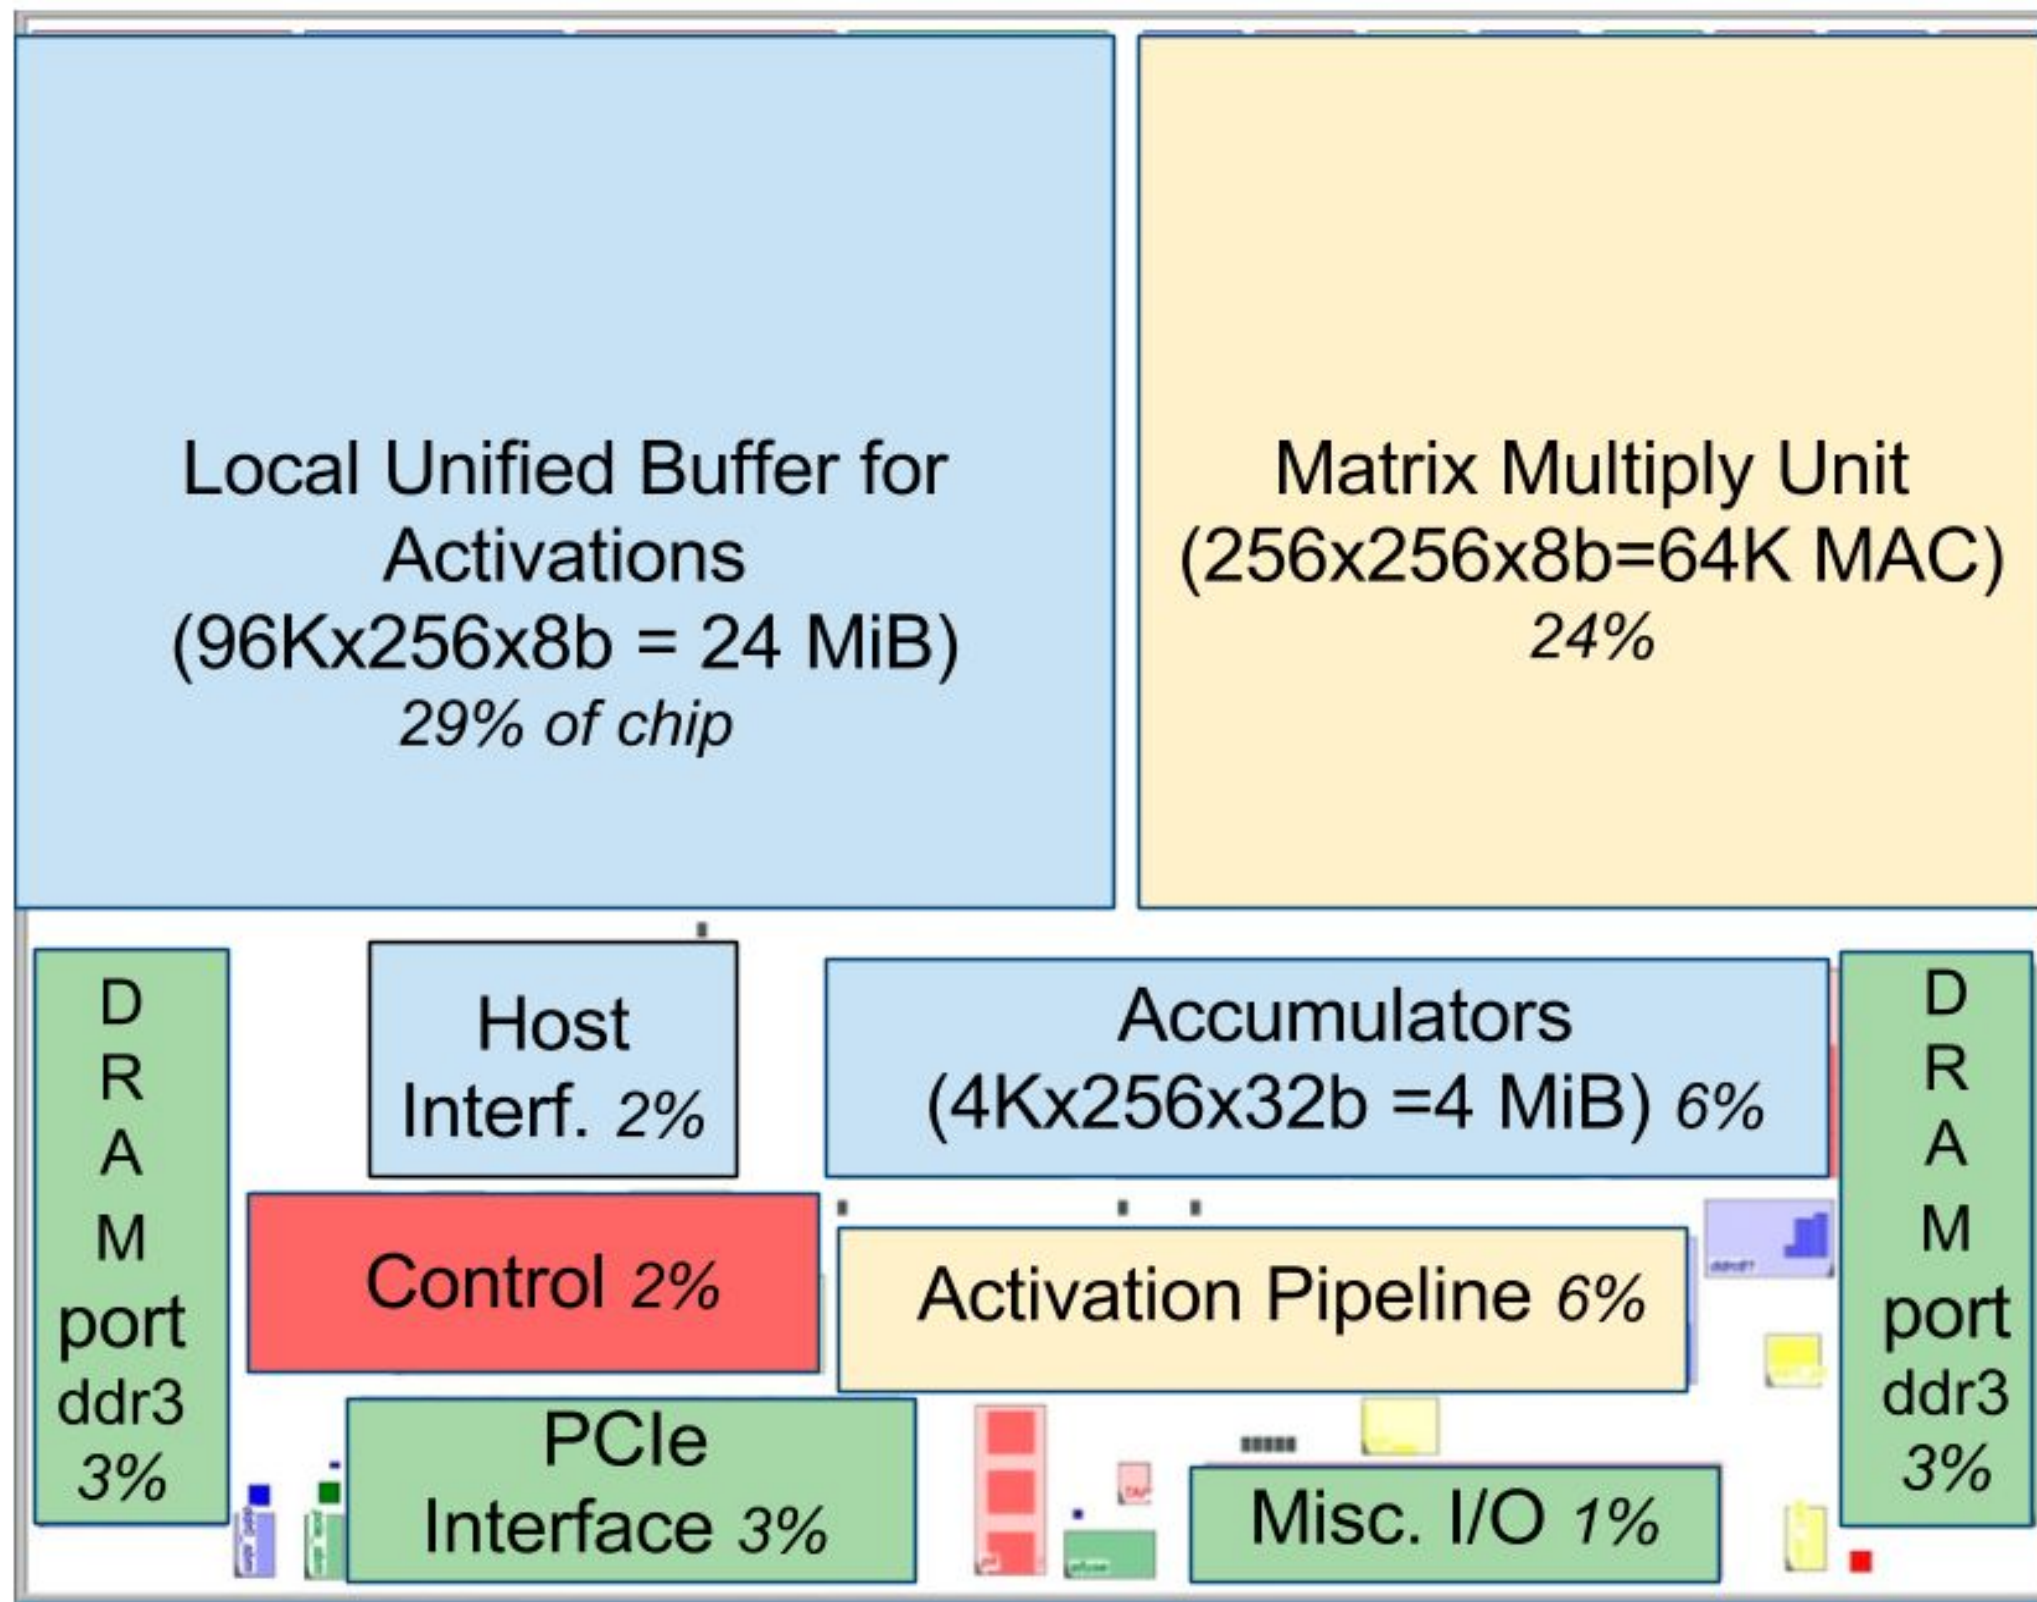 Local Unified Buffer for
Activations
(96Kx256x8b = 24 MiB)
29% of chip
Matrix Multiply Unit
(256x256x8b=64K MAC)
24%
D
R
A
M
port
ddr3
3%
Host
Interf. 2%
Accumulators
(4Kx256x32b =4 MiB) 6%
D
R
A
M
port
ddr3
3%
Control 2%
Activation Pipeline 6%
PCIe
Interface 3%
Misc. I/O 1%